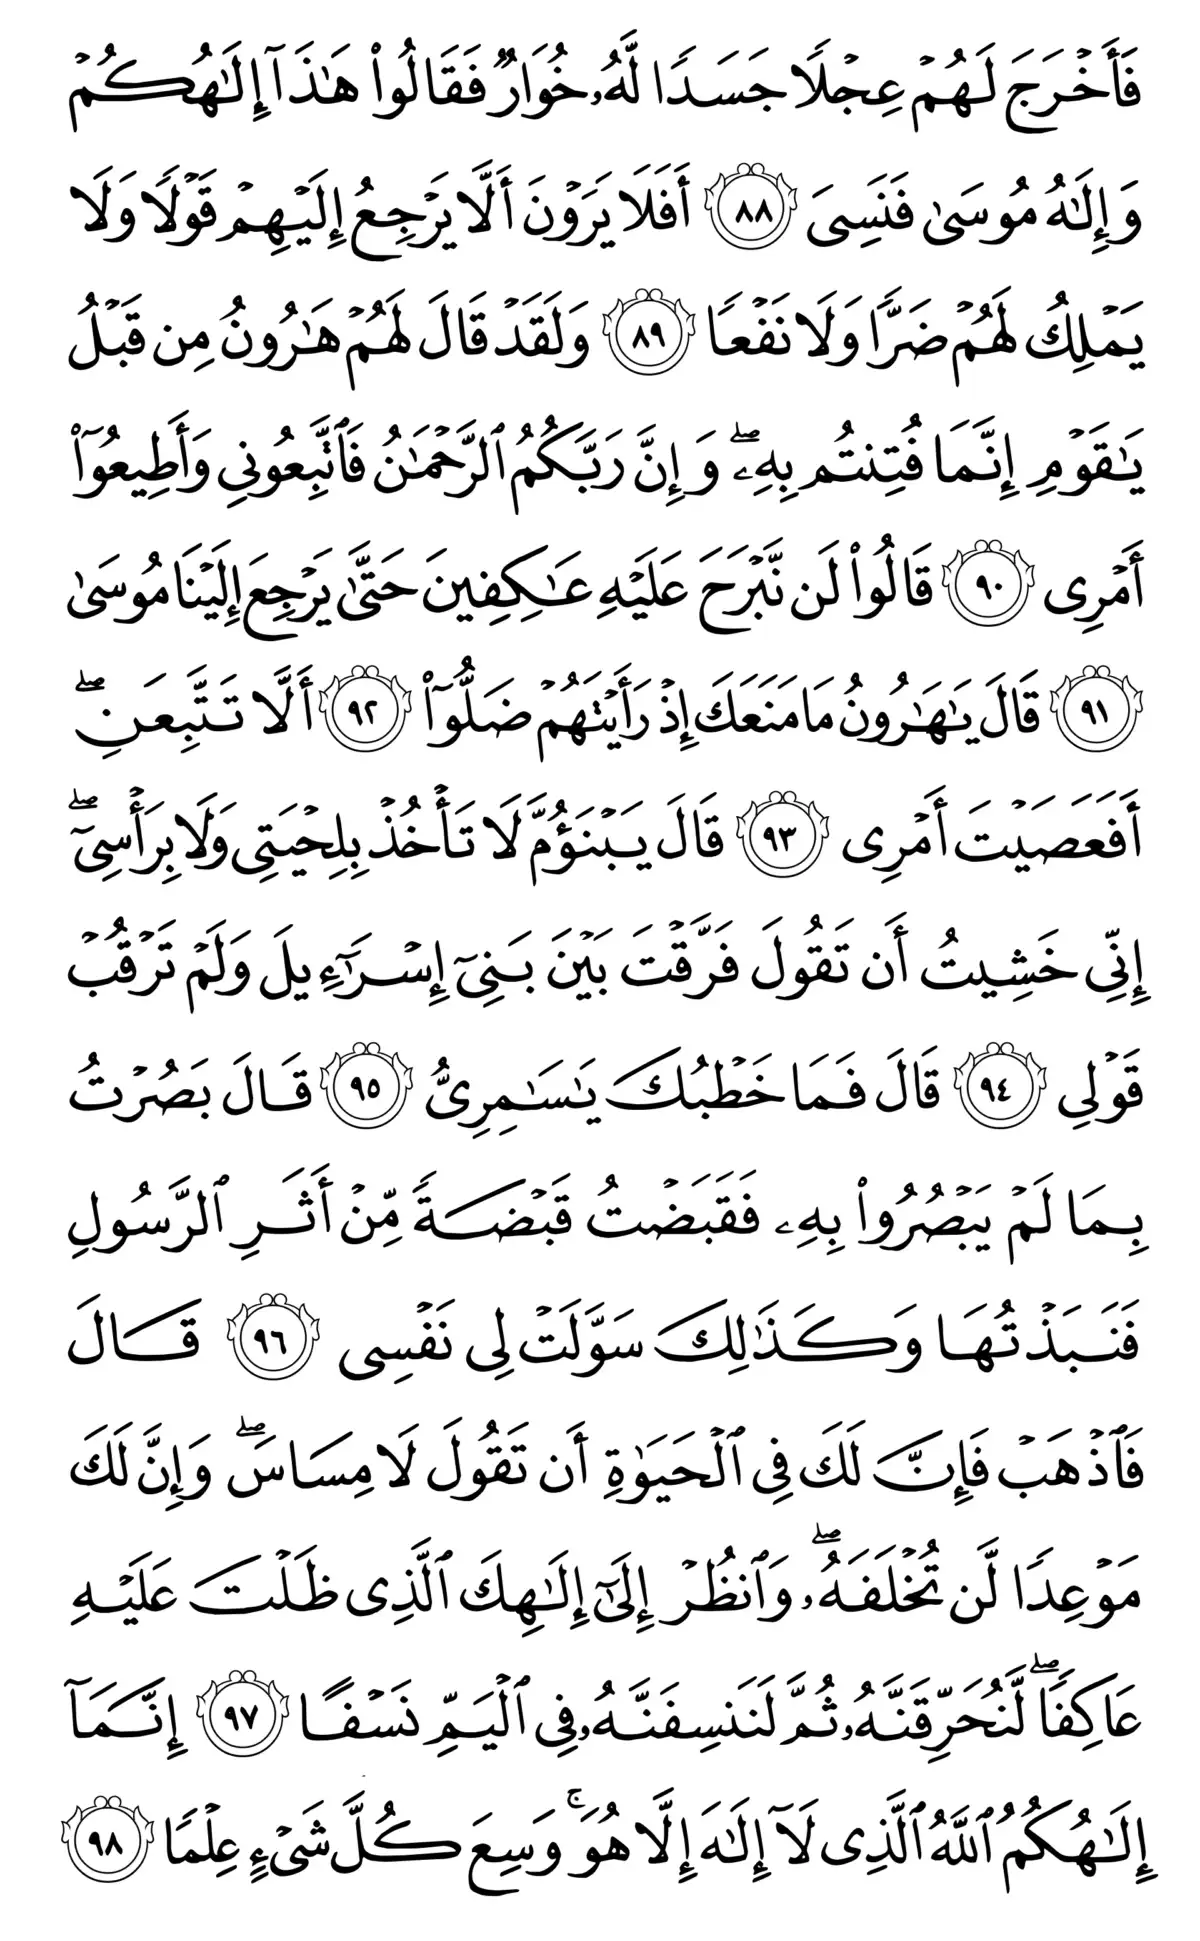 فَأَخۡرَجَ لَهُمۡ عِجۡلٗا جَسَدٗا لَّهُۥ خُوَارٞ فَقَالُواْ هَٰذَآ إِلَٰهُكُمۡ
وَإِلَٰهُ مُوسَىٰ فَنَسِيَ ٨٨ أَفَلَا يَرَوۡنَ أَلَّا يَرۡجِعُ إِلَيۡهِمۡ قَوۡلٗا وَلَا
يَمۡلِكُ لَهُمۡ ضَرّٗا وَلَا نَفۡعٗا ٨٩ وَلَقَدۡ قَالَ لَهُمۡ هَٰرُونُ مِن قَبۡلُ
يَٰقَوۡمِ إِنَّمَا فُتِنتُم بِهِۦۖ وَإِنَّ رَبَّكُمُ ٱلرَّحۡمَٰنُ فَٱتَّبِعُونِي وَأَطِيعُوٓاْ
أَمۡرِي ٩٠ قَالُواْ لَن نَّبۡرَحَ عَلَيۡهِ عَٰكِفِينَ حَتَّىٰ يَرۡجِعَ إِلَيۡنَا مُوسَىٰ
٩١ قَالَ يَٰهَٰرُونُ مَا مَنَعَكَ إِذۡ رَأَيۡتَهُمۡ ضَلُّوٓاْ ٩٢ أَلَّا تَتَّبِعَنِۖ
أَفَعَصَيۡتَ أَمۡرِي ٩٣ قَالَ يَبۡنَؤُمَّ لَا تَأۡخُذۡ بِلِحۡيَتِي وَلَا بِرَأۡسِيٓۖ
إِنِّي خَشِيتُ أَن تَقُولَ فَرَّقۡتَ بَيۡنَ بَنِيٓ إِسۡرَٰٓءِيلَ وَلَمۡ تَرۡقُبۡ
قَوۡلِي ٩٤ قَالَ فَمَا خَطۡبُكَ يَٰسَٰمِرِيُّ ٩٥ قَالَ بَصُرۡتُ
بِمَا لَمۡ يَبۡصُرُواْ بِهِۦ فَقَبَضۡتُ قَبۡضَةٗ مِّنۡ أَثَرِ ٱلرَّسُولِ
فَنَبَذۡتُهَا وَكَذَٰلِكَ سَوَّلَتۡ لِي نَفۡسِي ٩٦ قَالَ
فَٱذۡهَبۡ فَإِنَّ لَكَ فِي ٱلۡحَيَوٰةِ أَن تَقُولَ لَا مِسَاسَۖ وَإِنَّ لَكَ
مَوۡعِدٗا لَّن تُخۡلَفَهُۥۖ وَٱنظُرۡ إِلَىٰٓ إِلَٰهِكَ ٱلَّذِي ظَلۡتَ عَلَيۡهِ
عَاكِفٗاۖ لَّنُحَرِّقَنَّهُۥ ثُمَّ لَنَنسِفَنَّهُۥ فِي ٱلۡيَمِّ نَسۡفًا ٩٧ إِنَّمَآ
إِلَٰهُكُمُ ٱللَّهُ ٱلَّذِي لَآ إِلَٰهَ إِلَّا هُوَۚ وَسِعَ كُلَّ شَيۡءٍ عِلۡمٗا ٩٨